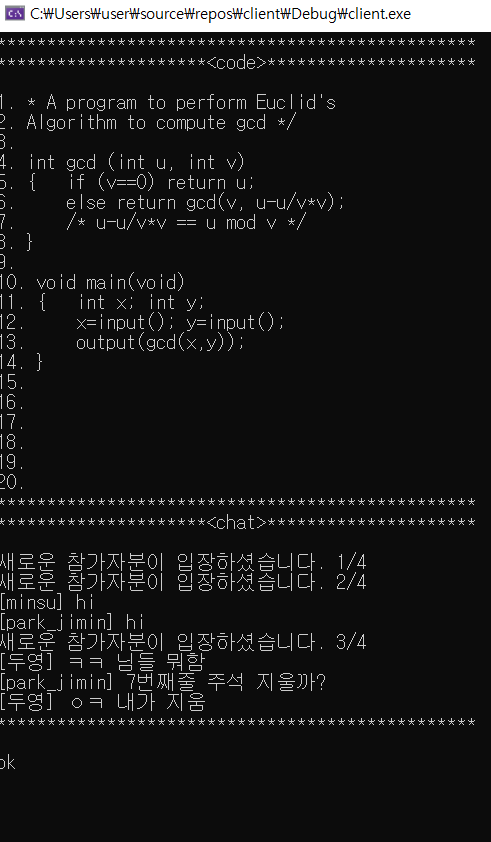 C:₩Users₩user₩source₩repos₩client₩Debug₩client.exe
*************************************************
*********************<code>**********************
1. * A program to perform Euclid's
2. Algorithm to compute gcd */
3.
4. int gcd (int u, int v)
5. {   if (v==0) return u;
6.     else return gcd(v, u-u/v*v);
7.     /* u-u/v*v == u mod v */
8. }
9.
10. void main(void)
11. {   int x; int y;
12.     x=input(); y=input();
13.     output(gcd(x,y));
14. }
15.
16.
17.
18.
19.
20.
*************************************************
*********************<chat>**********************
새로운 참가자분이 입장하셨습니다. 1/4
새로운 참가자분이 입장하셨습니다. 2/4
[minsu] hi
[park_jimin] hi
새로운 참가자분이 입장하셨습니다. 3/4
[두영] ㅋㅋ 님들 뭐함
[park_jimin] 7번째줄 주석 지울까?
[두영] ㅇㅋ 내가 지움
*************************************************
ok